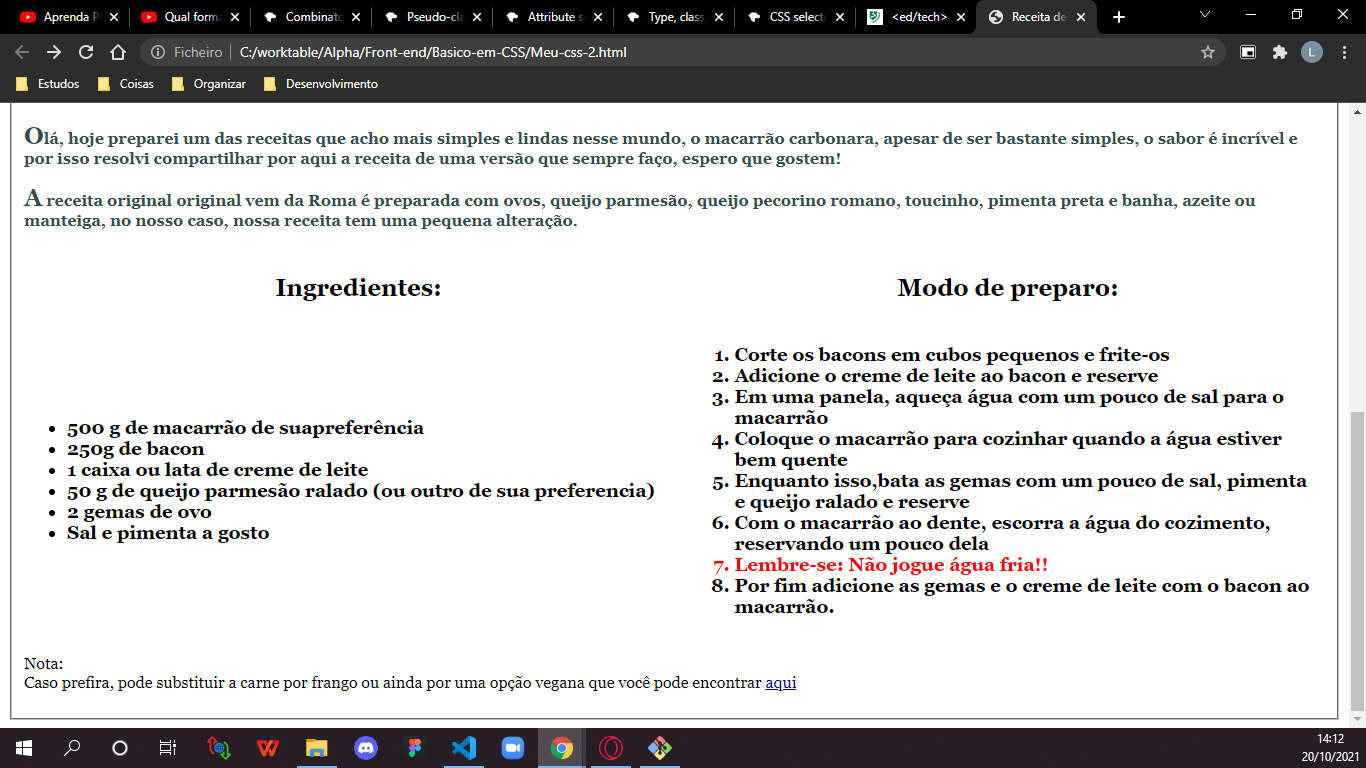 Aprenda P
Qual forma
Combinato
Pseudo-cl
Attribute s
Type, class
CSS select
<ed/tech>
Receita de
Ficheiro | C:/worktable/Alpha/Front-end/Basico-em-CSS/Meu-css-2.html
L
Estudos
Coisas
Organizar
Desenvolvimento
Olá, hoje preparei um das receitas que acho mais simples e lindas nesse mundo, o macarrão carbonara, apesar de ser bastante simples, o sabor é incrível e
por isso resolvi compartilhar por aqui a receita de uma versão que sempre faço, espero que gostem!
A receita original original vem da Roma é preparada com ovos, queijo parmesão, queijo pecorino romano, toucinho, pimenta preta e banha, azeite ou
manteiga, no nosso caso, nossa receita tem uma pequena alteração.
Ingredientes:
• 500 g de macarrão de suapreferência
• 250g de bacon
• 1 caixa ou lata de creme de leite
• 50 g de queijo parmesão ralado (ou outro de sua preferencia)
• 2 gemas de ovo
• Sal e pimenta a gosto
Modo de preparo:
1. Corte os bacons em cubos pequenos e frite-os
2. Adicione o creme de leite ao bacon e reserve
3. Em uma panela, aqueça água com um pouco de sal para o
macarrão
4. Coloque o macarrão para cozinhar quando a água estiver
bem quente
5. Enquanto isso,bata as gemas com um pouco de sal, pimenta
e queijo ralado e reserve
6. Com o macarrão ao dente, escorra a água do cozimento,
reservando um pouco dela
7. Lembre-se: Não jogue água fria!!
8. Por fim adicione as gemas e o creme de leite com o bacon ao
macarrão.
Nota:
Caso prefira, pode substituir a carne por frango ou ainda por uma opção vegana que você pode encontrar aqui
14:12
20/10/2021